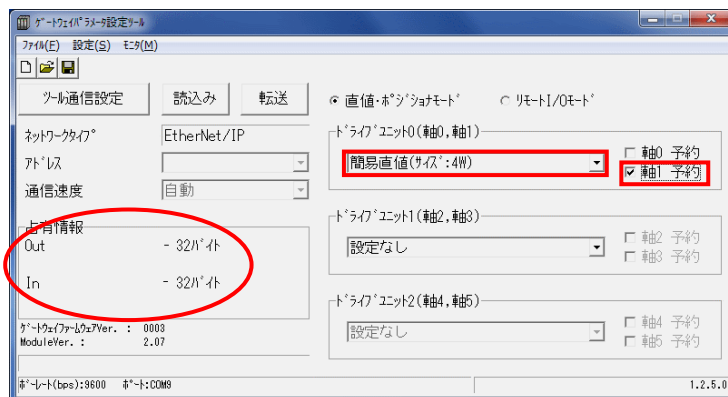 ｹﾞｰﾄｳｪｲﾊﾟﾗﾒｰﾀ設定ﾂｰﾙ
ﾌｧｲﾙ(F) 設定(S) ﾓﾆﾀ(M)
ﾂｰﾙ通信設定 読込み 転送
ﾈｯﾄﾜｰｸﾀｲﾌﾟ EtherNet/IP
ｱﾄﾞﾚｽ
通信速度 自動
占有情報
Out - 32ﾊﾞｲﾄ
In - 32ﾊﾞｲﾄ
ｹﾞｰﾄｳｪｲﾌｧｰﾑｳｪｱVer. : 0003
ModuleVer. : 2.07
直値･ﾎﾟｼﾞｼｮﾅﾓｰﾄﾞ ﾘﾓｰﾄI/Oﾓｰﾄﾞ
ﾄﾞﾗｲﾌﾞﾕﾆｯﾄ0(軸0,軸1)
簡易直値(ｻｲｽﾞ:4W)
軸0 予約
軸1 予約
ﾄﾞﾗｲﾌﾞﾕﾆｯﾄ1(軸2,軸3)
設定なし
軸2 予約
軸3 予約
ﾄﾞﾗｲﾌﾞﾕﾆｯﾄ2(軸4,軸5)
設定なし
軸4 予約
軸5 予約
ﾎﾞｰﾚｰﾄ(bps):9600 ﾎﾟｰﾄ:COM9
1.2.5.0